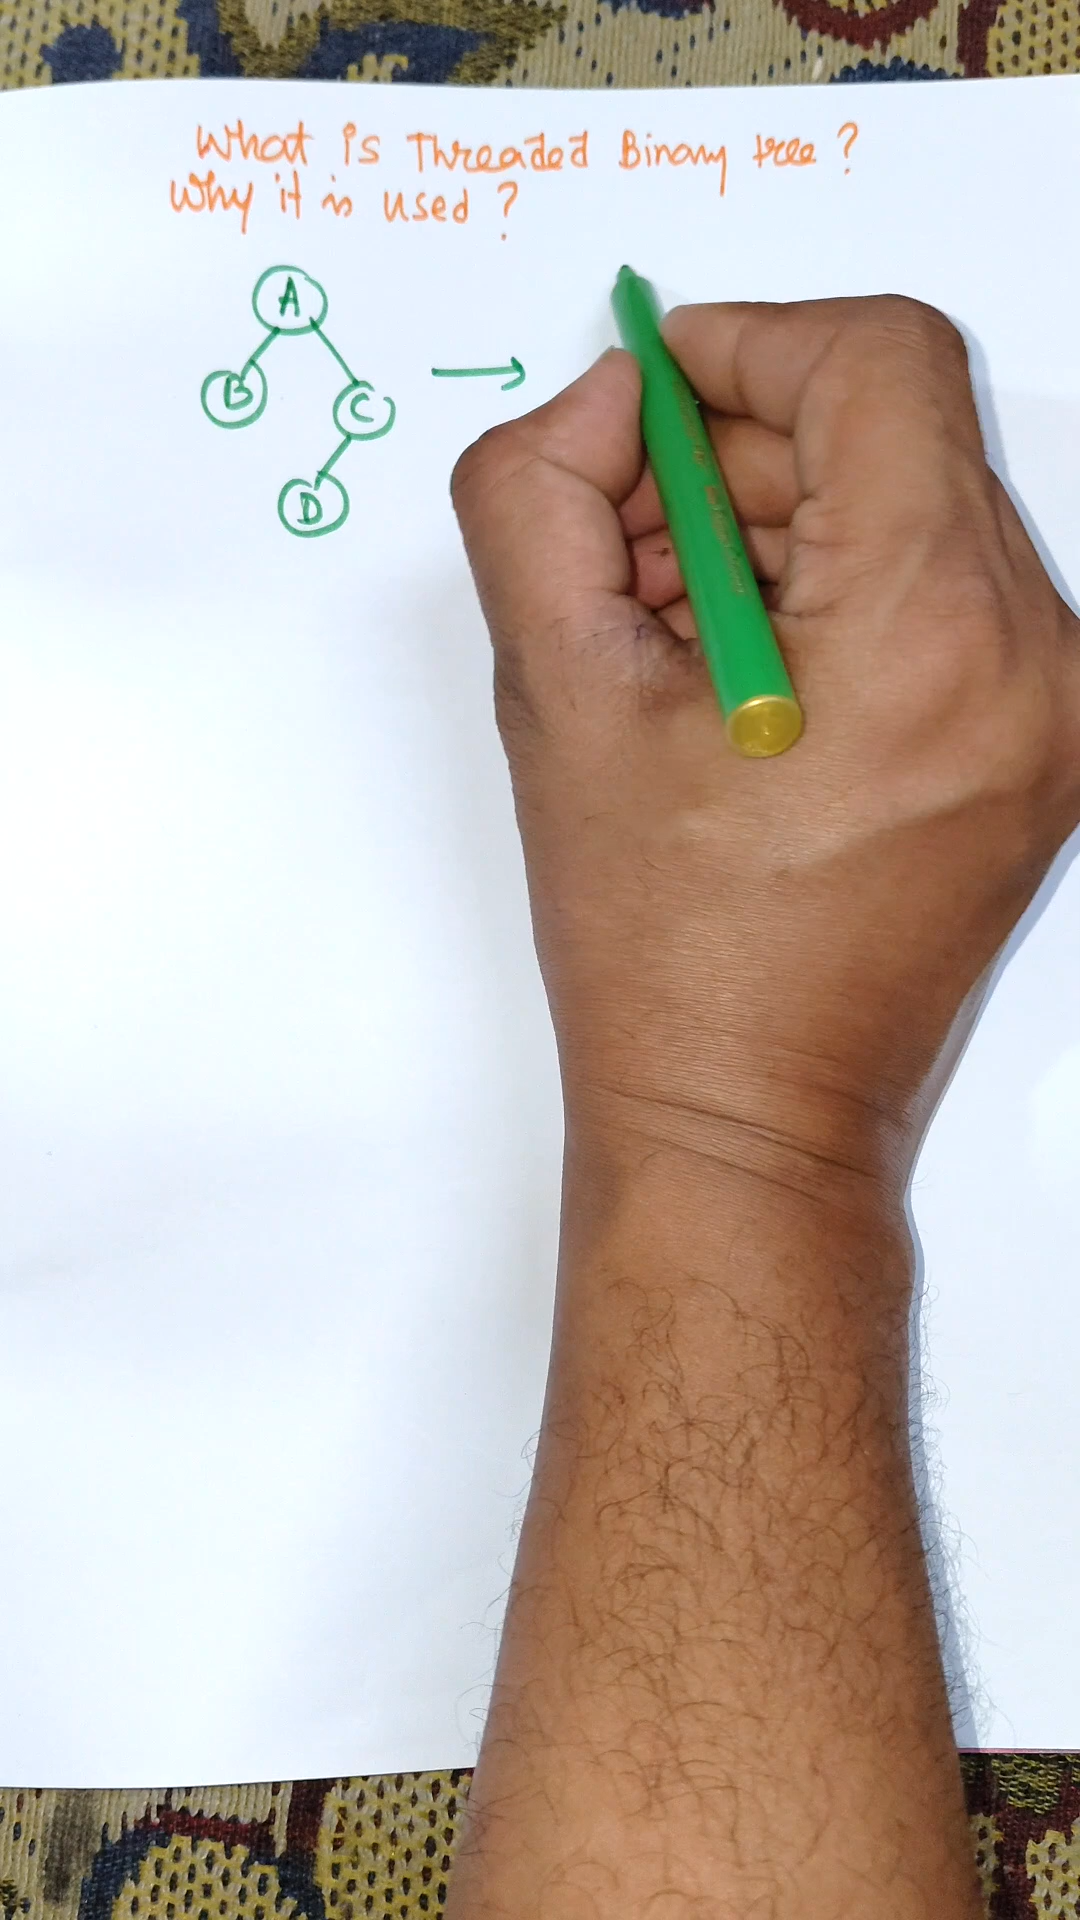 What is Threaded Binary tree ?
Why it is used ?
A
B
C
D